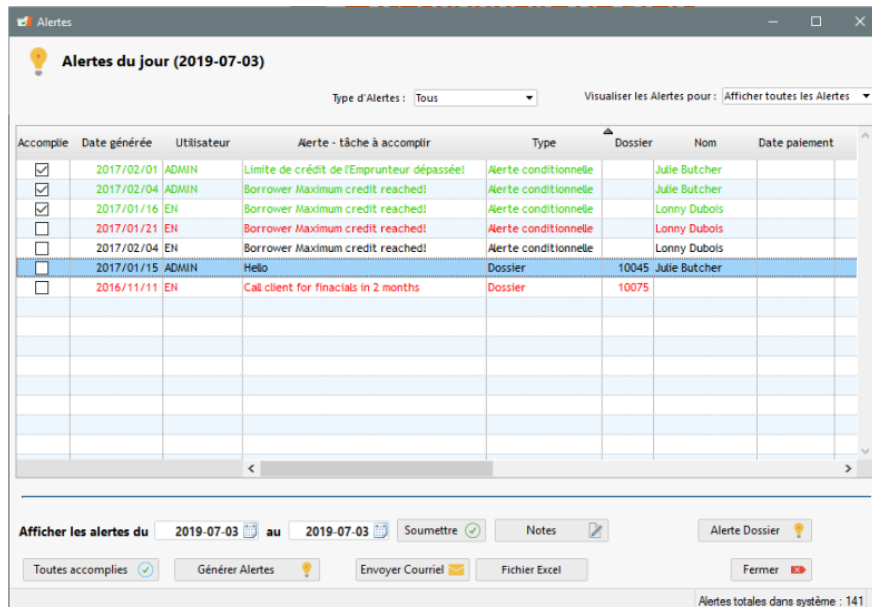 Alertes
Alertes du jour (2019-07-03)
Type d'Alertes : Tous Visualiser les Alertes pour : Afficher toutes les Alertes
Accomplie Date générée Utilisateur Alerte - tâche à accomplir Type Dossier Nom Date paiement
2017/02/01 ADMIN Limite de crédit de l'Emprunteur dépassée! Alerte conditionnelle Julie Butcher
2017/02/04 ADMIN Borrower Maximum credit reached! Alerte conditionnelle Julie Butcher
2017/01/16 EN Borrower Maximum credit reached! Alerte conditionnelle Lonny Dubois
2017/01/21 EN Borrower Maximum credit reached! Alerte conditionnelle Lonny Dubois
2017/02/04 EN Borrower Maximum credit reached! Alerte conditionnelle Lonny Dubois
2017/01/15 ADMIN Hello Dossier 10045 Julie Butcher
2016/11/11 EN Call client for finacials in 2 months Dossier 10075
Afficher les alertes du 2019-07-03 au 2019-07-03 Soumettre Notes Alerte Dossier
Toutes accomplies Générer Alertes Envoyer Courriel Fichier Excel Fermer
Alertes totales dans système : 141